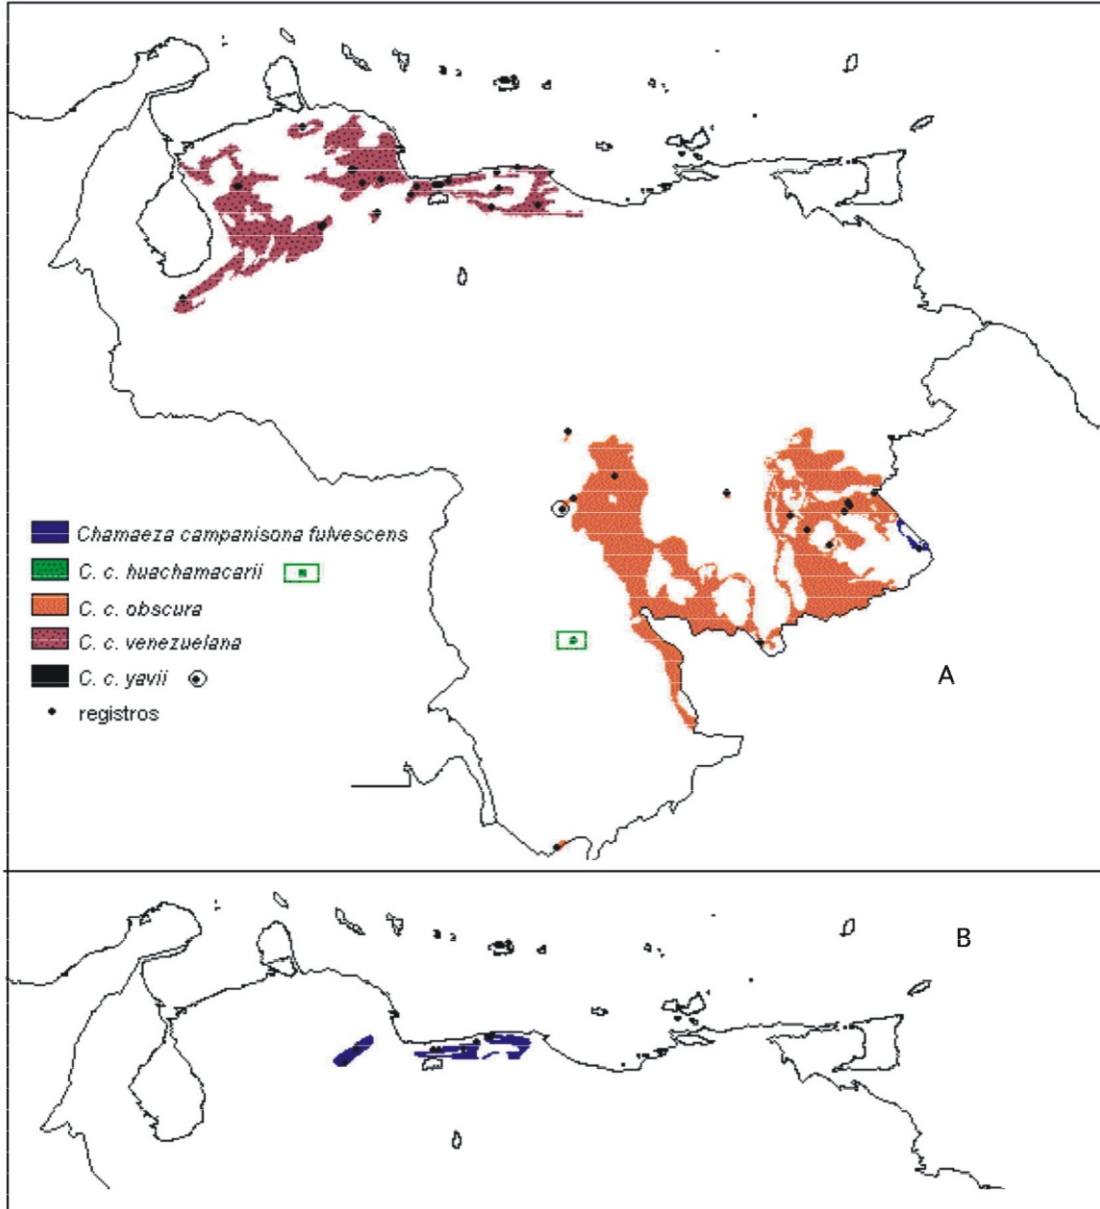 Chamaeza campanisona fulvescens
C. c. huachamacarii
C. c. obscura
C. c. venezuelana
C. c. yavii
registros
A
B